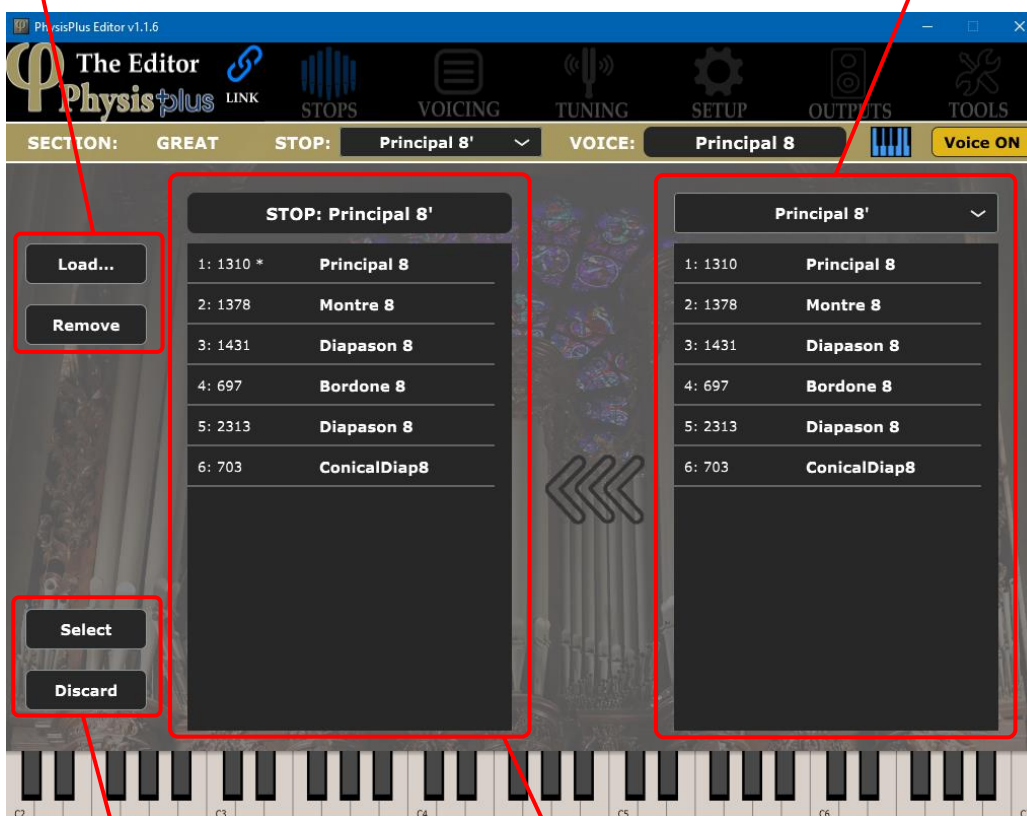 PhysisPlus Editor v1.1.6
The Editor
Physis plus
LINK
STOPS
VOICING
TUNING
SETUP
OUTPUTS
TOOLS
SECTION: GREAT STOP: Principal 8' VOICE: Principal 8 Voice ON
STOP: Principal 8'
1: 1310 * Principal 8
2: 1378 Montre 8
3: 1431 Diapason 8
4: 697 Bordone 8
5: 2313 Diapason 8
6: 703 ConicalDiap8
Principal 8'
1: 1310 Principal 8
2: 1378 Montre 8
3: 1431 Diapason 8
4: 697 Bordone 8
5: 2313 Diapason 8
6: 703 ConicalDiap8
Load...
Remove
Select
Discard
C2 C3 C4 C5 C6